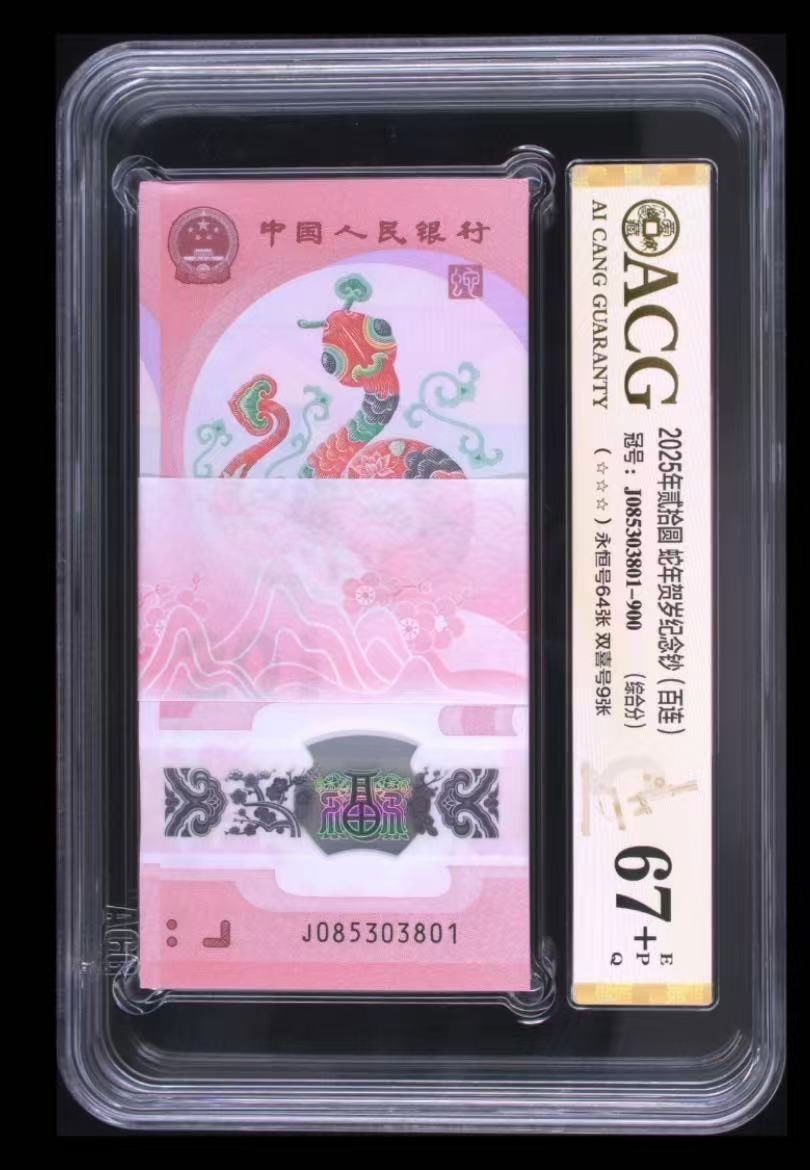 中国人民银行
蛇
J085303801
ACG
AI CANG GUARANTY
2025年贰拾圆 蛇年贺岁纪念钞（百连）
冠号：J085303801-900 （综合分）
（☆☆☆）永恒号64张 双喜号9张
67+
E
P
Q
ACG